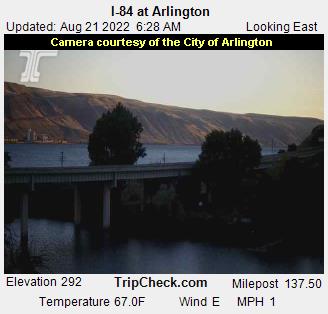 I-84 at Arlington
Updated: Aug 21 2022 6:28 AM Looking East
Camera courtesy of the City of Arlington
Elevation 292 TripCheck.com Milepost 137.50
Temperature 67.0F Wind E MPH 1